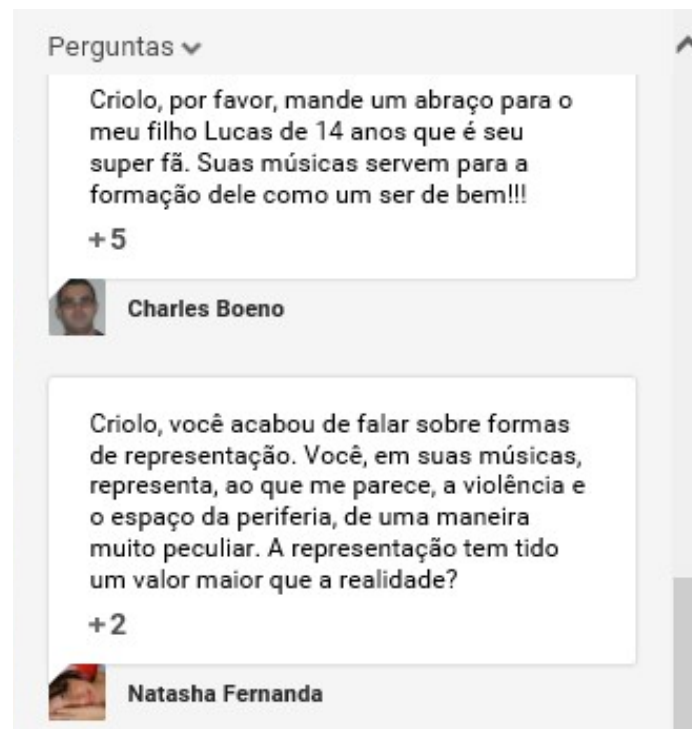 Perguntas
Criolo, por favor, mande um abraço para o
meu filho Lucas de 14 anos que é seu
super fã. Suas músicas servem para a
formação dele como um ser de bem!!!
+5
Charles Boeno
Criolo, você acabou de falar sobre formas
de representação. Você, em suas músicas,
representa, ao que me parece, a violência e
o espaço da periferia, de uma maneira
muito peculiar. A representação tem tido
um valor maior que a realidade?
+2
Natasha Fernanda